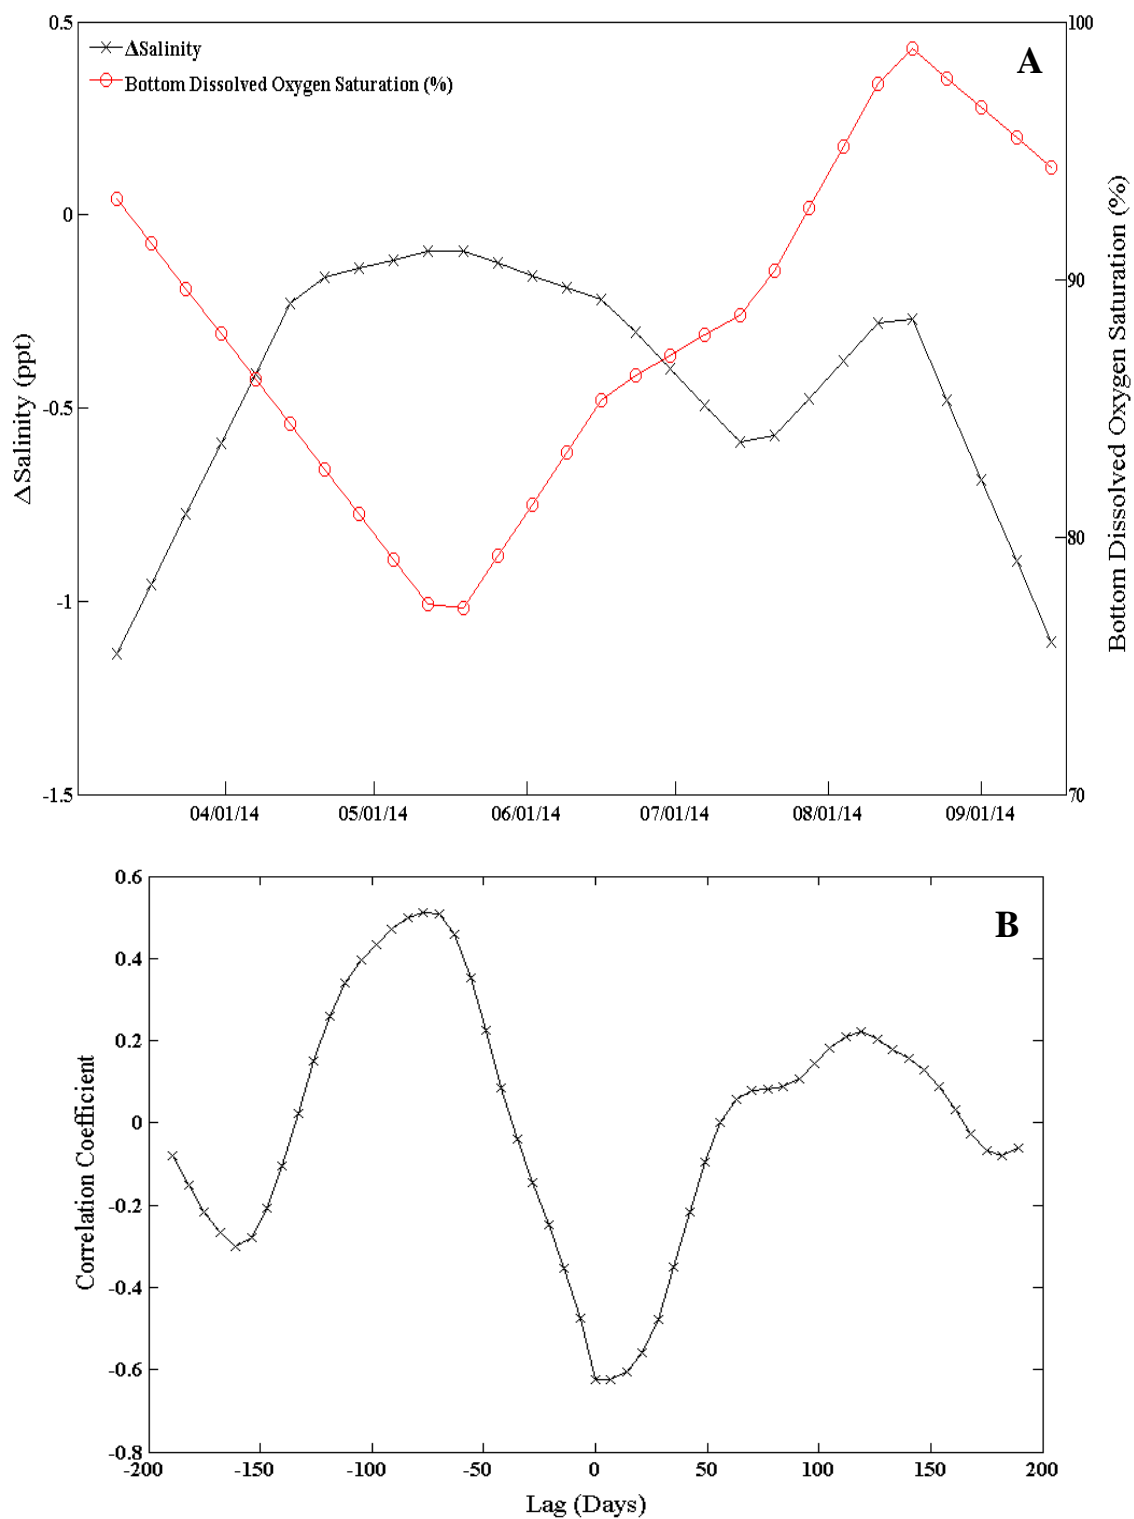 0.5
100
A
ΔSalinity
Bottom Dissolved Oxygen Saturation (%)
0
90
-0.5
80
-1
-1.5
70
ΔSalinity (ppt)
Bottom Dissolved Oxygen Saturation (%)
04/01/14 05/01/14 06/01/14 07/01/14 08/01/14 09/01/14
0.6
B
0.4
0.2
0
-0.2
-0.4
-0.6
-0.8
Correlation Coefficient
-200 -150 -100 -50 0 50 100 150 200
Lag (Days)